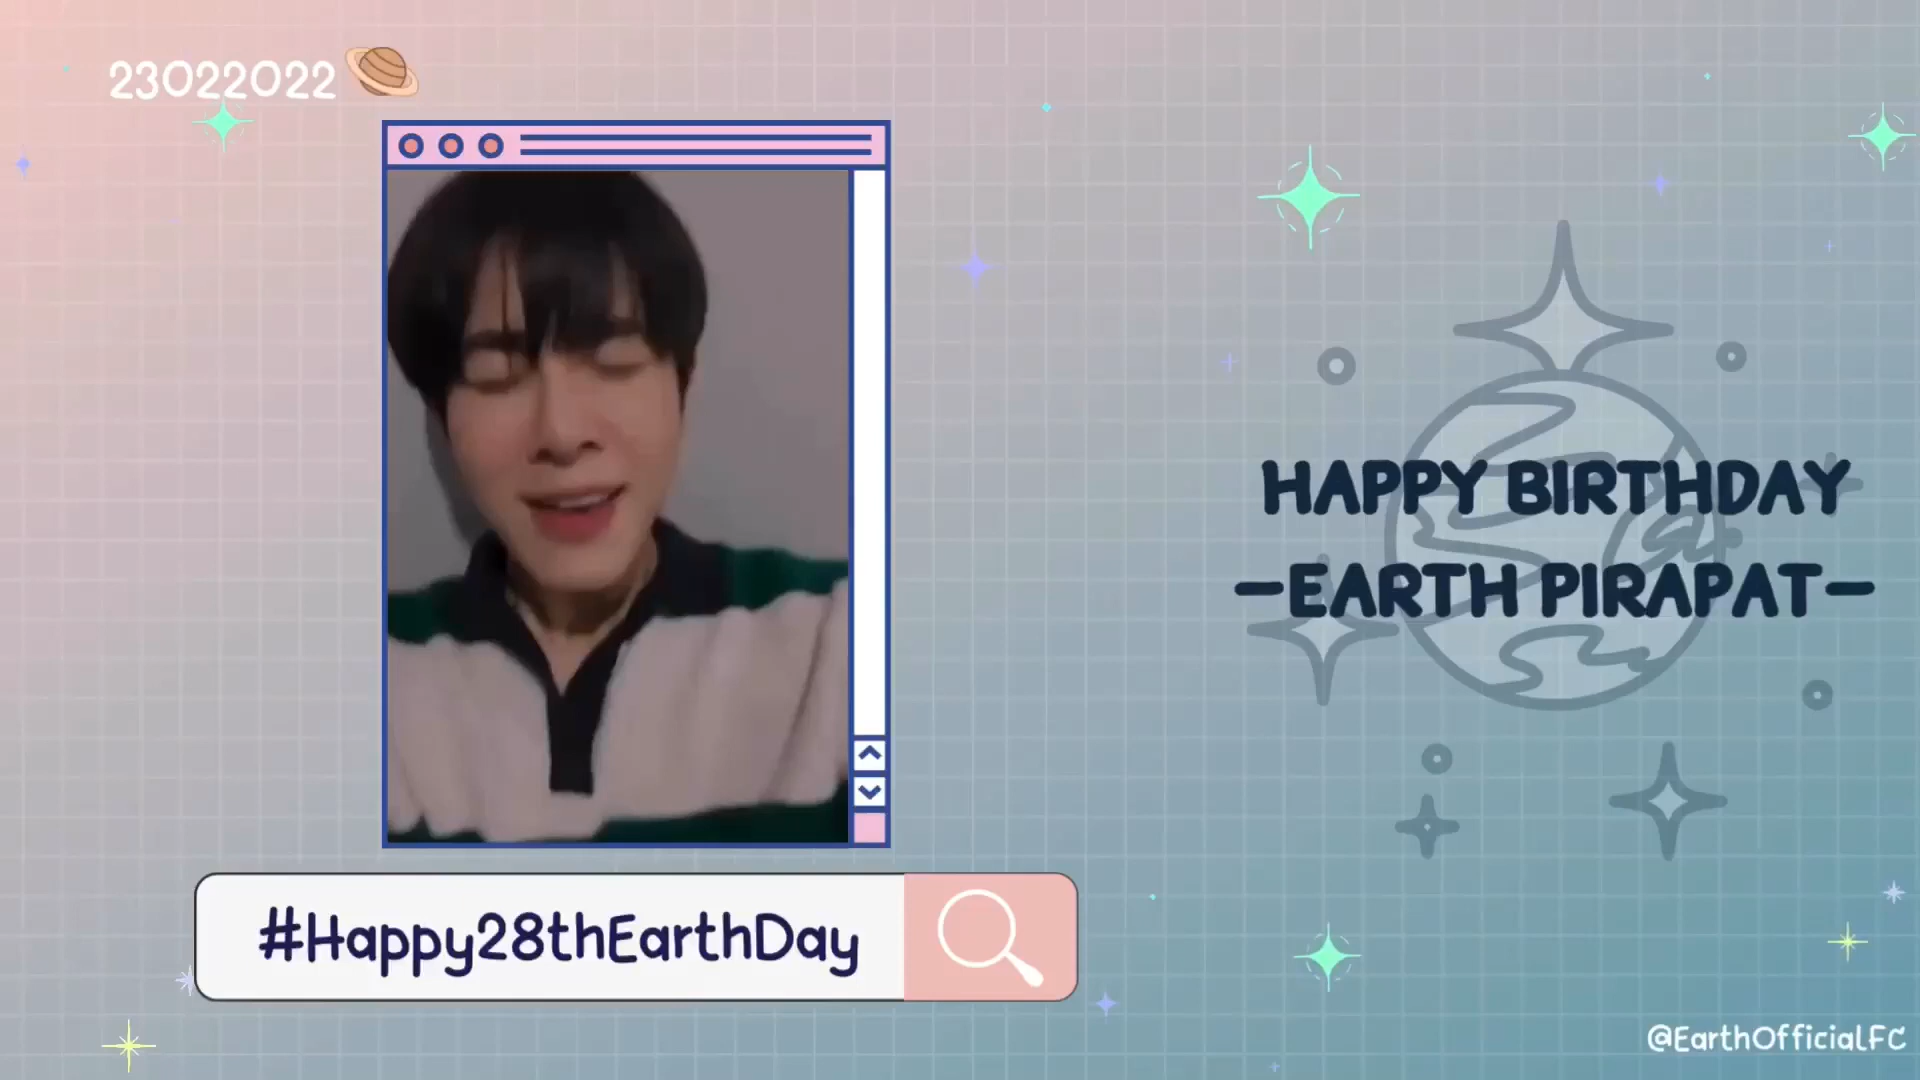 23022022
HAPPY BIRTHDAY
-EARTH PIRAPAT-
#Happy28thEarthDay
@EarthOfficialFC